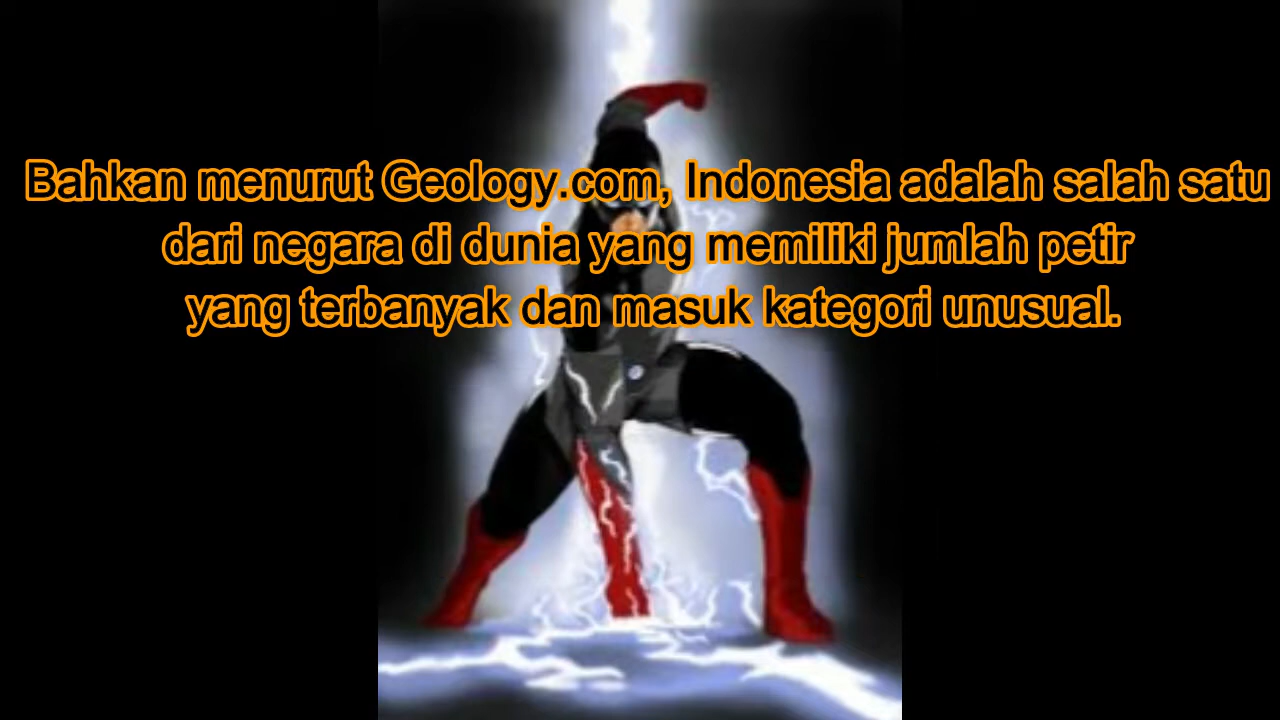 Bahkan menurut Geology.com, Indonesia adalah salah satu
dari negara di dunia yang memiliki jumlah petir
yang terbanyak dan masuk kategori unusual.